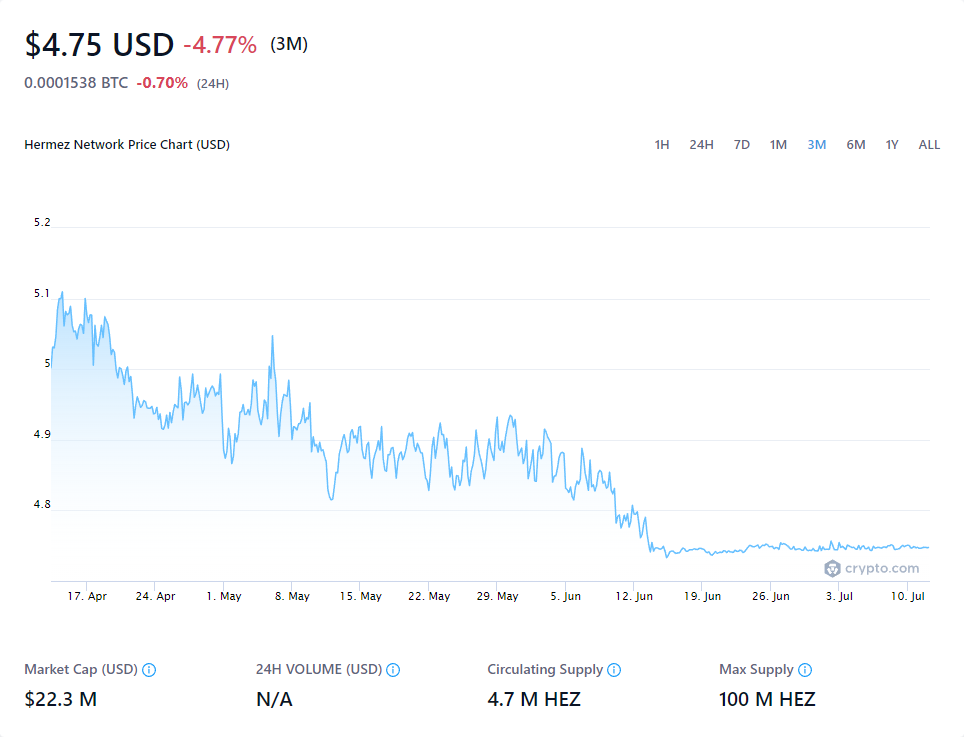 $4.75 USD -4.77% (3M)
0.0001538 BTC -0.70% (24H)
Hermez Network Price Chart (USD) 1H 24H 7D 1M 3M 6M 1Y ALL
5.2
5.1
5
4.9
4.8
crypto.com
17. Apr 24. Apr 1. May 8. May 15. May 22. May 29. May 5. Jun 12. Jun 19. Jun 26. Jun 3. Jul 10. Jul
Market Cap (USD) 24H VOLUME (USD) Circulating Supply Max Supply
$22.3 M N/A 4.7 M HEZ 100 M HEZ